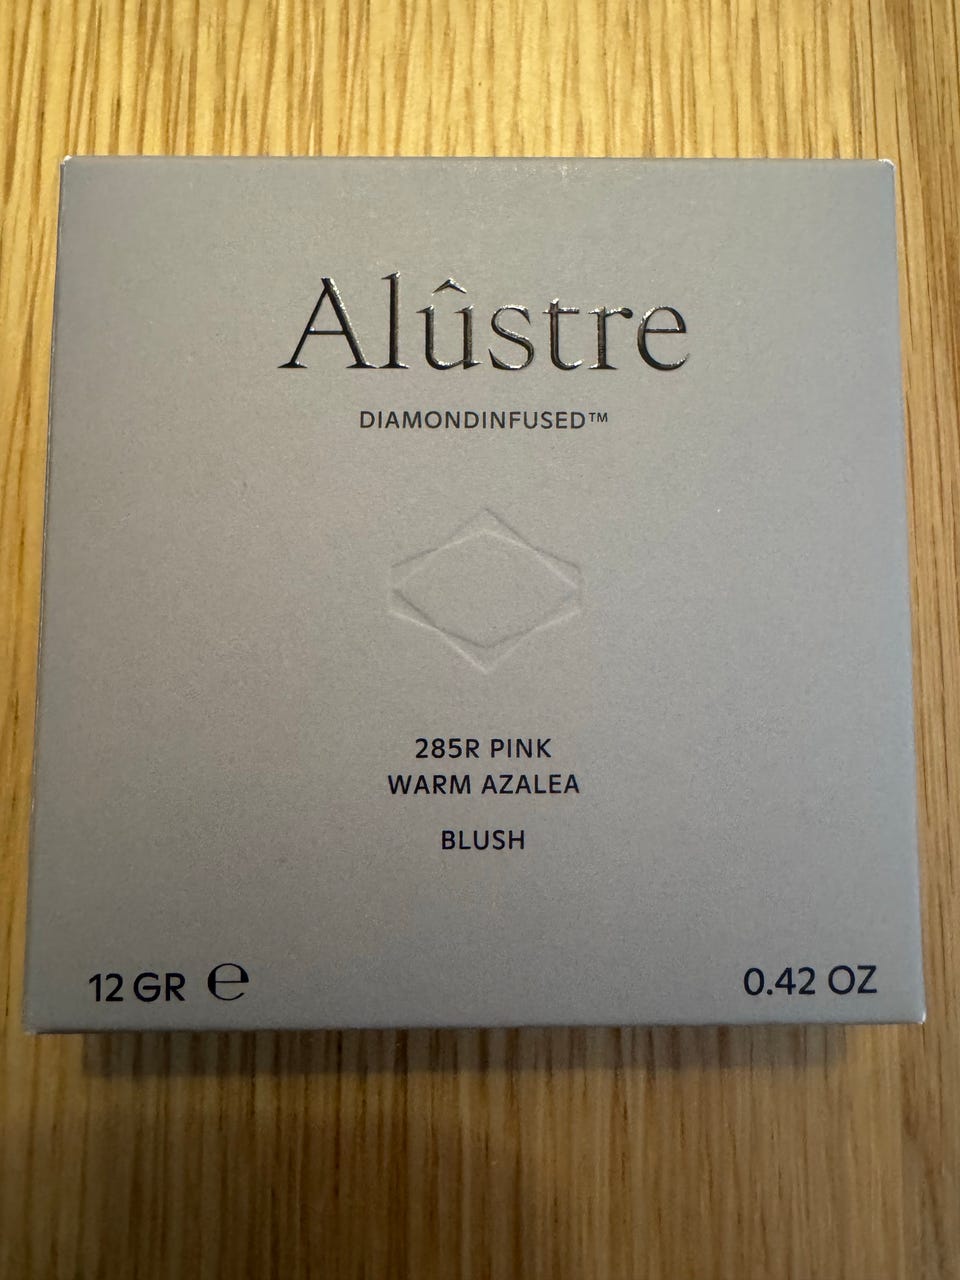 Alûstre
DIAMONDINFUSED™
285R PINK
WARM AZALEA
BLUSH
12 GR ℮
0.42 OZ